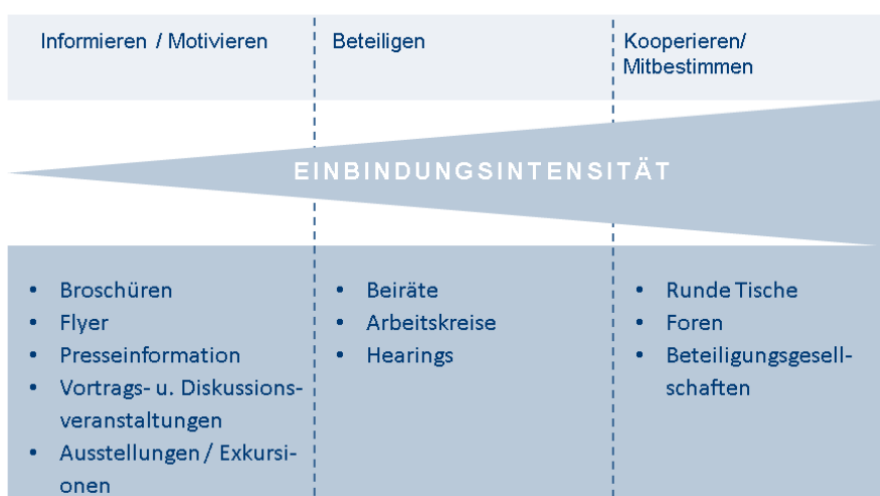 Informieren / Motivieren
Beteiligen
Kooperieren/
Mitbestimmen
EINBINDUNGSINTENSITÄT
• Broschüren
• Flyer
• Presseinformation
• Vortrags- u. Diskussions-
veranstaltungen
• Ausstellungen / Exkursi-
onen
• Beiräte
• Arbeitskreise
• Hearings
• Runde Tische
• Foren
• Beteiligungsgesell-
schaften